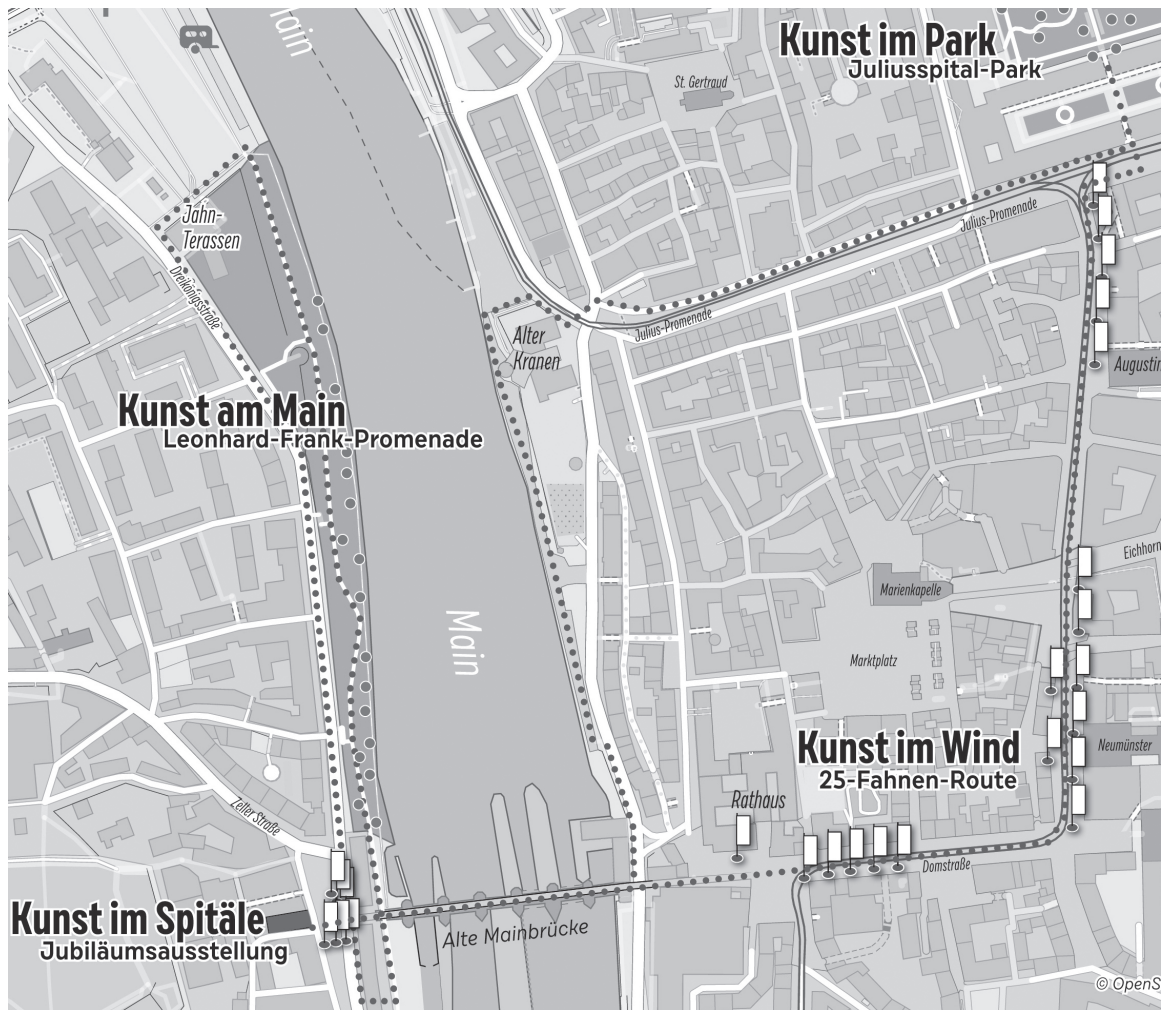 Main
Kunst im Park
Juliusspital-Park
St. Gertraud
Jahn-
Terassen
Dreikönigsstraße
Julius-Promenade
Julius-Promenade
Alter
Kranen
Augustin
Kunst am Main
Leonhard-Frank-Promenade
Eichhorn
Marienkapelle
Main
Marktplatz
Kunst im Wind
25-Fahnen-Route
Neumünster
Rathaus
Zeller Straße
Domstraße
Kunst im Spitäle
Jubiläumsausstellung
Alte Mainbrücke
© OpenS